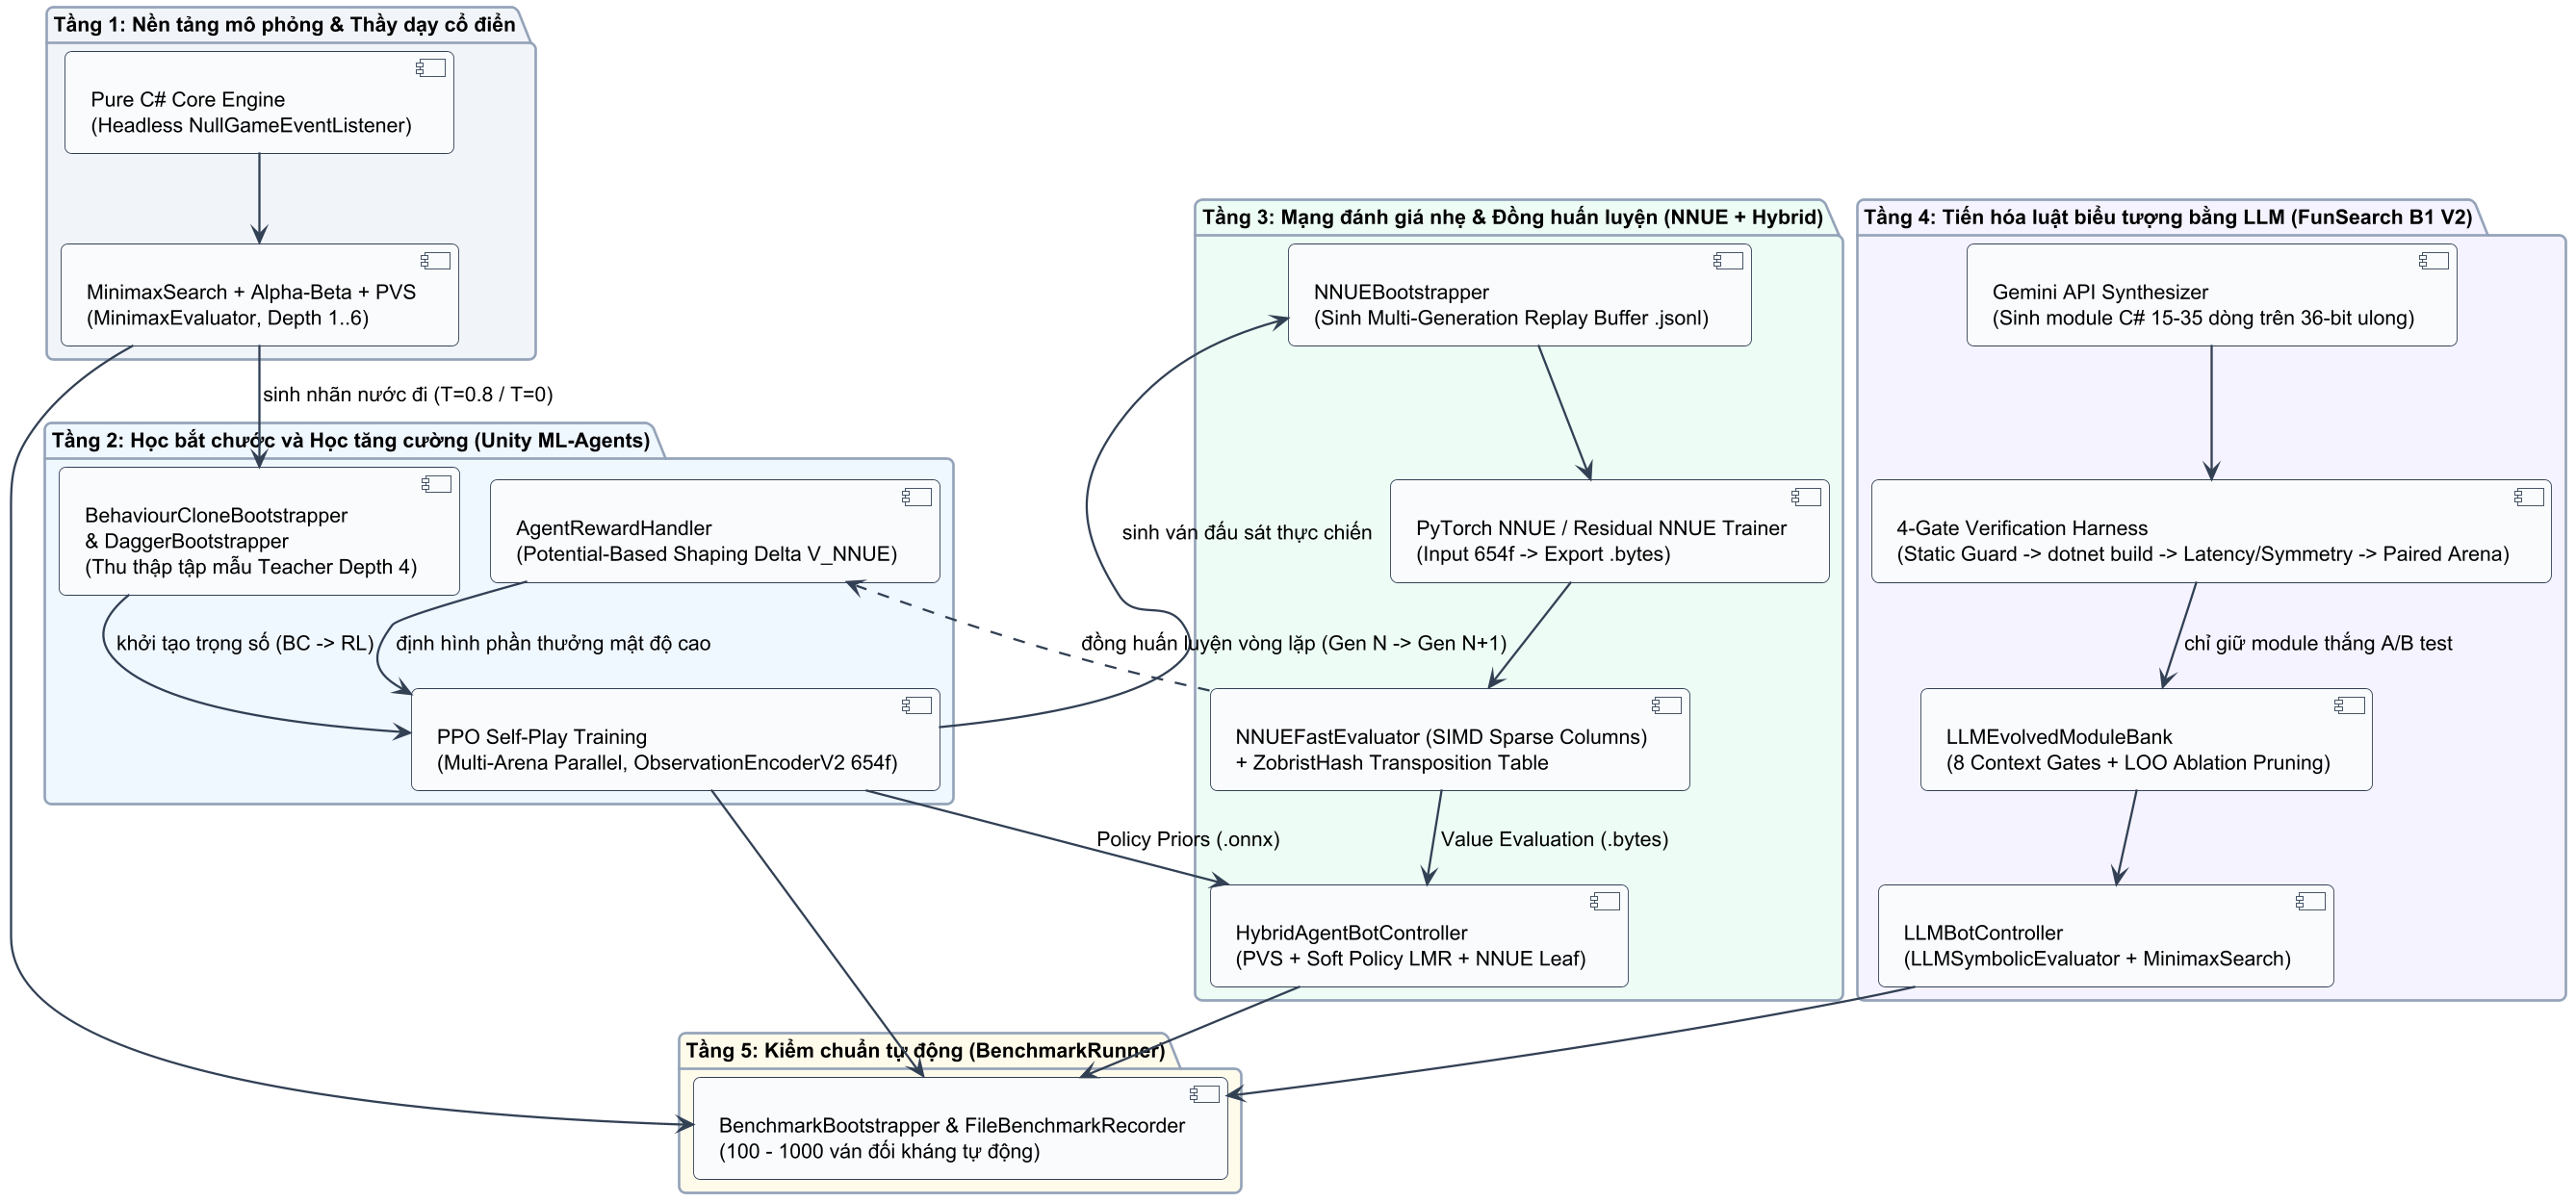 Tầng 1: Nền tảng mô phỏng & Thầy dạy cổ điển
Pure C# Core Engine
(Headless NullGameEventListener)
MinimaxSearch + Alpha-Beta + PVS
(MinimaxEvaluator, Depth 1..6)
sinh nhãn nước đi (T=0.8 / T=0)
Tầng 2: Học bắt chước và Học tăng cường (Unity ML-Agents)
BehaviourCloneBootstrapper
& DaggerBootstrapper
(Thu thập tập mẫu Teacher Depth 4)
AgentRewardHandler
(Potential-Based Shaping Delta V_NNUE)
khởi tạo trọng số (BC -> RL)
định hình phần thưởng mật độ cao
PPO Self-Play Training
(Multi-Arena Parallel, ObservationEncoderV2 654f)
Tầng 3: Mạng đánh giá nhẹ & Đồng huấn luyện (NNUE + Hybrid)
NNUEBootstrapper
(Sinh Multi-Generation Replay Buffer .jsonl)
sinh ván đấu sát thực chiến
PyTorch NNUE / Residual NNUE Trainer
(Input 654f -> Export .bytes)
đồng huấn luyện vòng lặp (Gen N -> Gen N+1)
NNUEFastEvaluator (SIMD Sparse Columns)
+ ZobristHash Transposition Table
Policy Priors (.onnx)
Value Evaluation (.bytes)
HybridAgentBotController
(PVS + Soft Policy LMR + NNUE Leaf)
Tầng 4: Tiến hóa luật biểu tượng bằng LLM (FunSearch B1 V2)
Gemini API Synthesizer
(Sinh module C# 15-35 dòng trên 36-bit ulong)
4-Gate Verification Harness
(Static Guard -> dotnet build -> Latency/Symmetry -> Paired Arena)
chỉ giữ module thắng A/B test
LLMEvolvedModuleBank
(8 Context Gates + LOO Ablation Pruning)
LLMBotController
(LLMSymbolicEvaluator + MinimaxSearch)
Tầng 5: Kiểm chuẩn tự động (BenchmarkRunner)
BenchmarkBootstrapper & FileBenchmarkRecorder
(100 - 1000 ván đối kháng tự động)